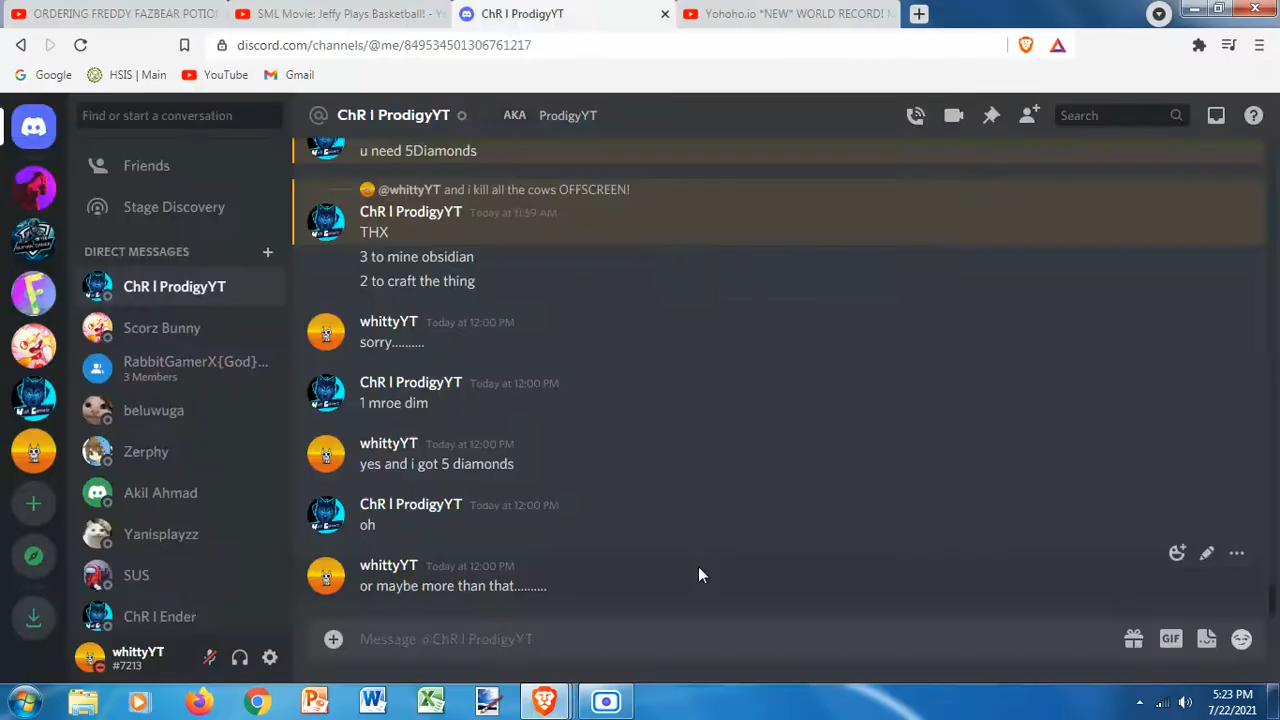 ORDERING FREDDY FAZBEAR POTIO
SML Movie: Jeffy Plays Basketball! - Yo
ChR l ProdigyYT
Yohoho.io *NEW* WORLD RECORD!
discord.com/channels/@me/849534501306761217
Google
HSIS | Main
YouTube
Gmail
Find or start a conversation
ChR l ProdigyYT
AKA ProdigyYT
Search
Friends
Stage Discovery
DIRECT MESSAGES
ChR l ProdigyYT
Scorz Bunny
RabbitGamerX{God}...
3 Members
beluwuga
Zerphy
Akil Ahmad
Yanisplayzz
SUS
ChR l Ender
whittyYT
#7213
u need 5Diamonds
@whittyYT and i kill all the cows OFFSCREEN!
ChR l ProdigyYT Today at 11:59 AM
THX
3 to mine obsidian
2 to craft the thing
whittyYT Today at 12:00 PM
sorry..........
ChR l ProdigyYT Today at 12:00 PM
1 mroe dim
whittyYT Today at 12:00 PM
yes and i got 5 diamonds
ChR l ProdigyYT Today at 12:00 PM
oh
whittyYT Today at 12:00 PM
or maybe more than that..........
Message @ChR l ProdigyYT
GIF
5:23 PM
7/22/2021